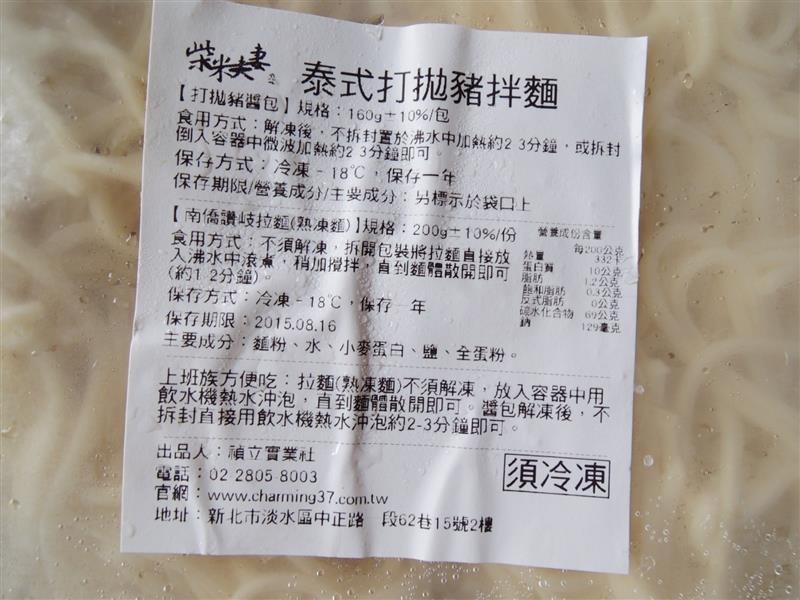 柴米夫妻
泰式打拋豬拌麵
【打拋豬醬包】規格：160g±10%/包
食用方式：解凍後，不拆封置於沸水中加熱約2-3分鐘，或拆封
倒入容器中微波加熱約2-3分鐘即可。
保存方式：冷凍-18℃，保存一年
保存期限/營養成分/主要成分：另標示於袋口上
【南僑讚岐拉麵(熟凍麵)】規格：200g±10%/份
食用方式：不須解凍，拆開包裝將拉麵直接放
入沸水中滾煮，稍加攪拌，直到麵體散開即可
(約1-2分鐘)。
保存方式：冷凍-18℃，保存一年
保存期限：2015.08.16
主要成分：麵粉、水、小麥蛋白、鹽、全蛋粉。
營養成份含量
每200公克
熱量 332卡
蛋白質 10公克
脂肪 1.2公克
飽和脂肪 0.3公克
反式脂肪 0公克
碳水化合物 69公克
鈉 129毫克
上班族方便吃：拉麵(熟凍麵)不須解凍，放入容器中用
飲水機熱水沖泡，直到麵體散開即可。醬包解凍後，不
拆封直接用飲水機熱水沖泡約2-3分鐘即可。
出品人：禎立實業社
電話：02-2805-8003
官網：www.charming37.com.tw
地址：新北市淡水區中正路一段62巷15號2樓
須冷凍